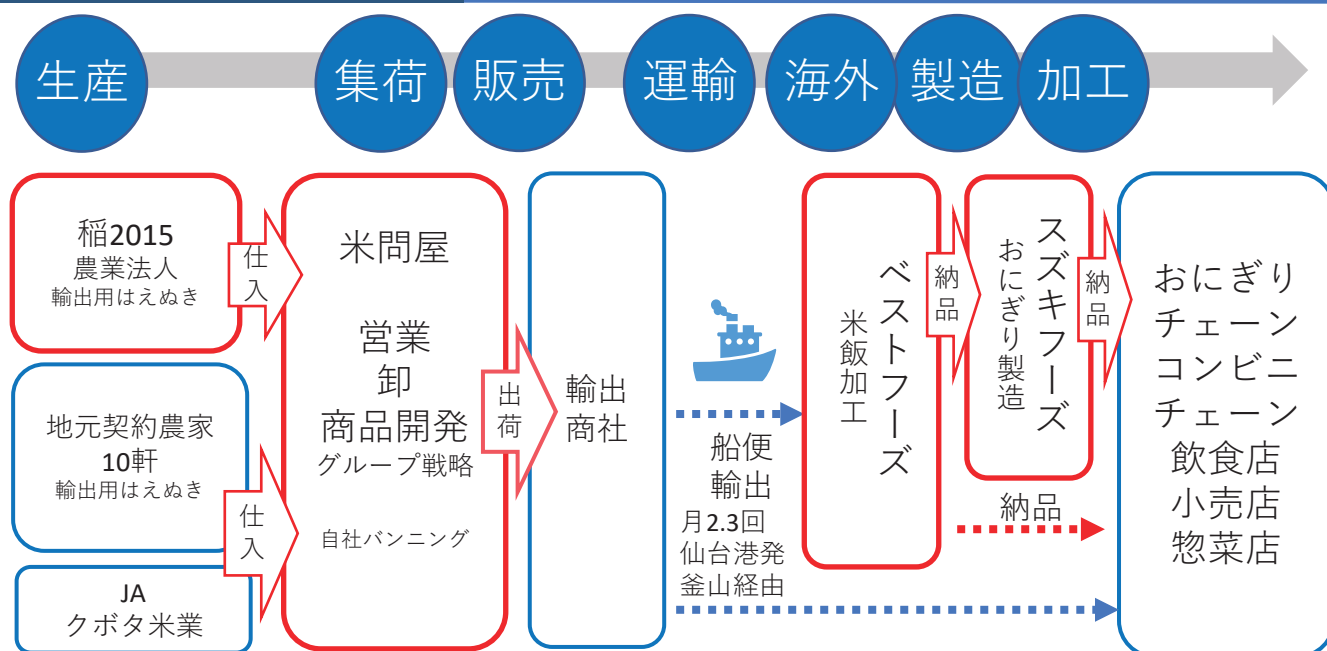 生産
集荷
販売
運輸
海外
製造
加工
稲2015
農業法人
輸出用はえぬき
仕入
地元契約農家
10軒
輸出用はえぬき
仕入
JA
クボタ米業
米問屋
営業
卸
商品開発
グループ戦略
自社バンニング
出荷
輸出
商社
船便
輸出
月2.3回
仙台港発
釜山経由
ベストフーズ
米飯加工
納品
スズキフーズ
おにぎり製造
納品
納品
おにぎり
チェーン
コンビニ
チェーン
飲食店
小売店
惣菜店